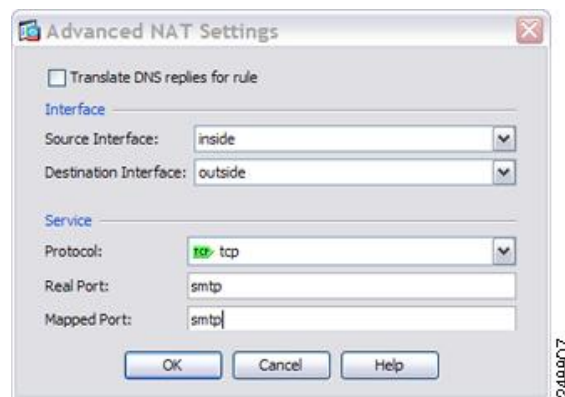 Advanced NAT Settings
Translate DNS replies for rule
Interface
Source Interface: inside
Destination Interface: outside
Service
Protocol: TCP tcp
Real Port: smtp
Mapped Port: smtp
OK Cancel Help